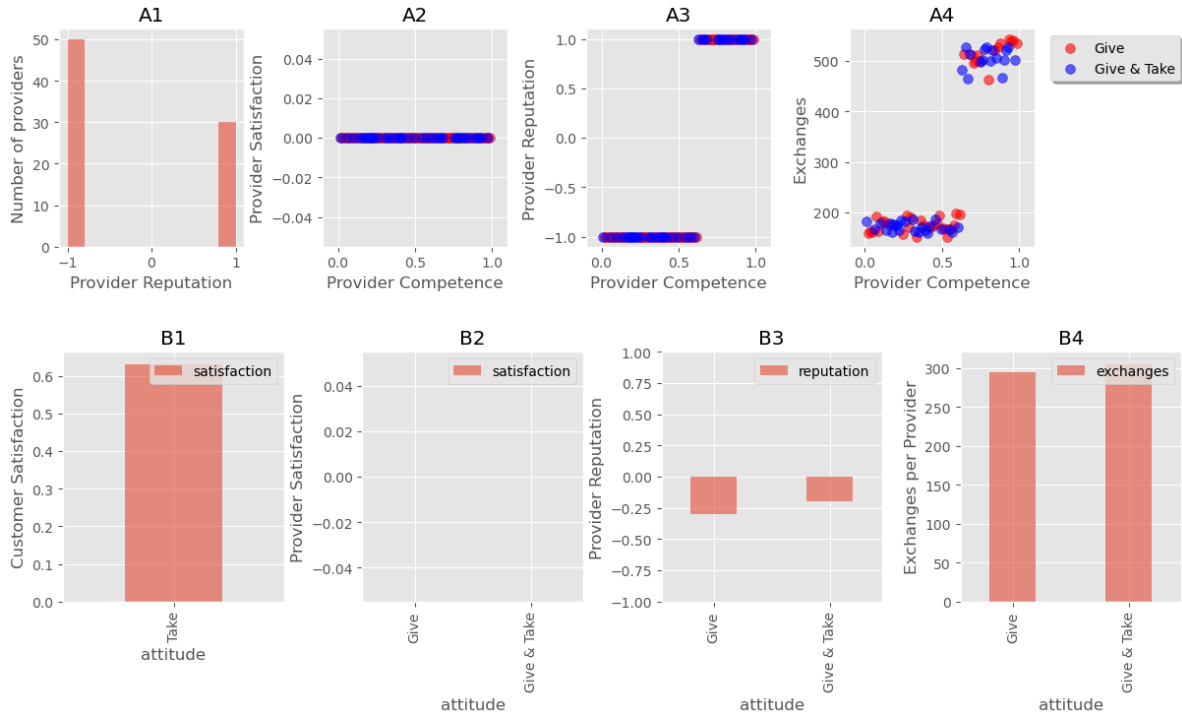 A1
Number of providers
50
40
30
20
10
0
−1
0
1
Provider Reputation
A2
Provider Satisfaction
0.04
0.02
0.00
−0.02
−0.04
0.0
0.5
1.0
Provider Competence
A3
Provider Reputation
1.0
0.5
0.0
−0.5
−1.0
0.0
0.5
1.0
Provider Competence
A4
Exchanges
500
400
300
200
0.0
0.5
1.0
Provider Competence
Give
Give & Take
B1
Customer Satisfaction
0.6
0.5
0.4
0.3
0.2
0.1
0.0
satisfaction
Take
attitude
B2
Provider Satisfaction
0.04
0.02
0.00
−0.02
−0.04
satisfaction
Give
Give & Take
attitude
B3
Provider Reputation
1.00
0.75
0.50
0.25
0.00
−0.25
−0.50
−0.75
−1.00
reputation
Give
Give & Take
attitude
B4
Exchanges per Provider
300
250
200
150
100
50
0
exchanges
Give
Give & Take
attitude